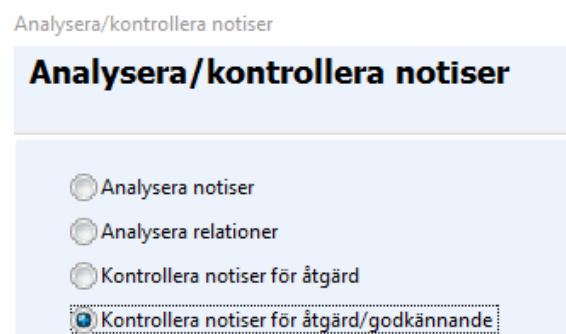 Analysera/kontrollera notiser
Analysera/kontrollera notiser
Analysera notiser
Analysera relationer
Kontrollera notiser för åtgärd
Kontrollera notiser för åtgärd/godkännande